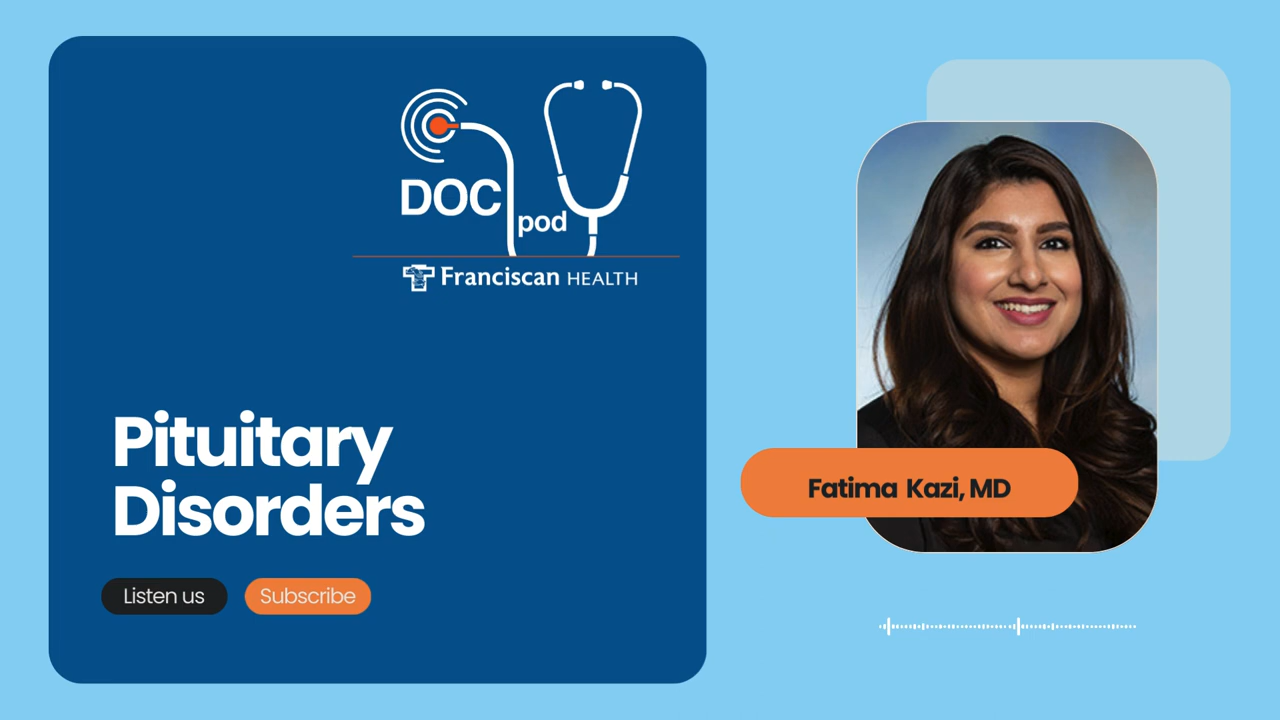 DOC
pod
Franciscan HEALTH
Pituitary
Disorders
Listen us
Subscribe
Fatima Kazi, MD